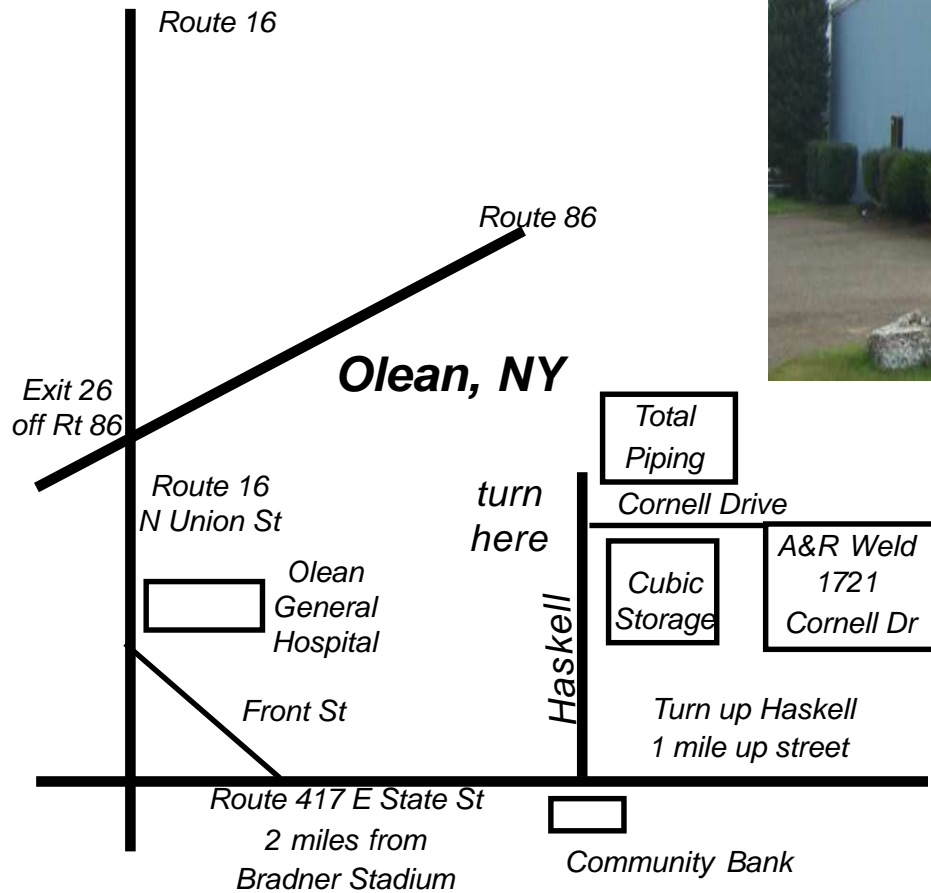 Route 16
Route 86
Olean, NY
Exit 26
off Rt 86
Total
Piping
Route 16
N Union St
turn
here
Cornell Drive
A&R Weld
1721
Cornell Dr
Olean
General
Hospital
Cubic
Storage
Haskell
Front St
Turn up Haskell
1 mile up street
Route 417 E State St
2 miles from
Bradner Stadium
Community Bank